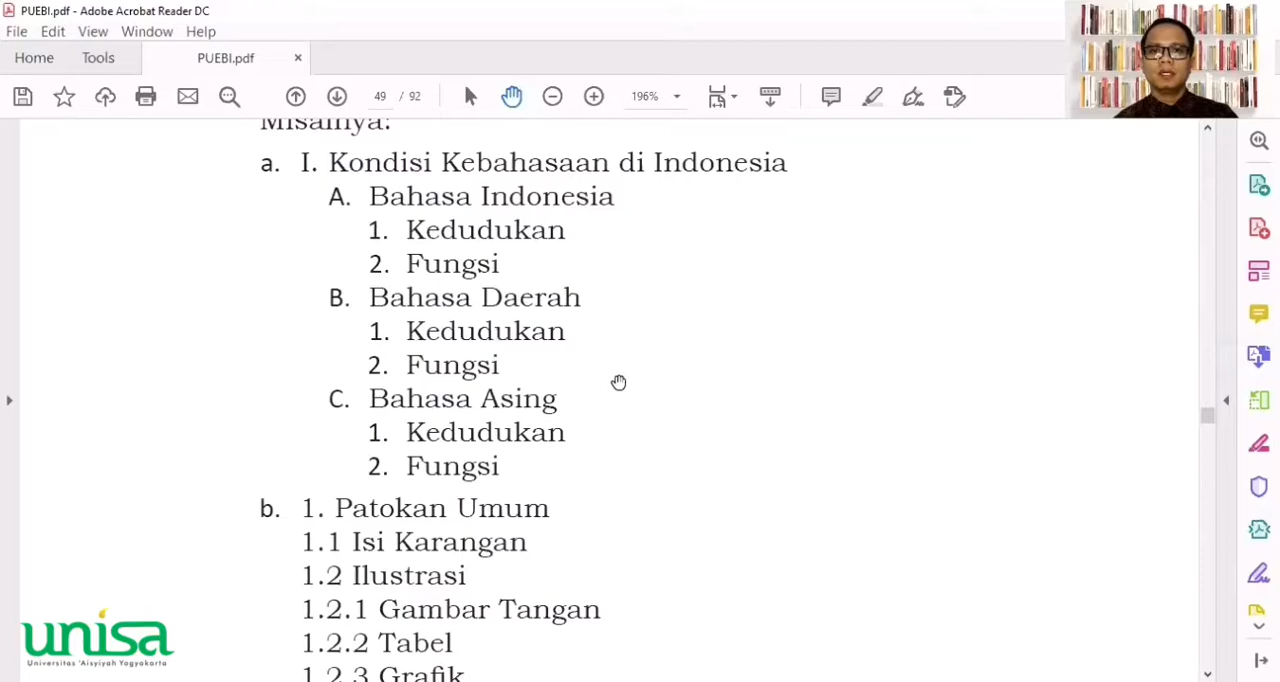 PUEBI.pdf - Adobe Acrobat Reader DC
File Edit View Window Help
Home Tools PUEBI.pdf ×
49 / 92 196%
Misalnya:
a. I. Kondisi Kebahasaan di Indonesia
A. Bahasa Indonesia
1. Kedudukan
2. Fungsi
B. Bahasa Daerah
1. Kedudukan
2. Fungsi
C. Bahasa Asing
1. Kedudukan
2. Fungsi
b. 1. Patokan Umum
1.1 Isi Karangan
1.2 Ilustrasi
1.2.1 Gambar Tangan
1.2.2 Tabel
1.2.3 Grafik
unisa
Universitas 'Aisyiyah Yogyakarta